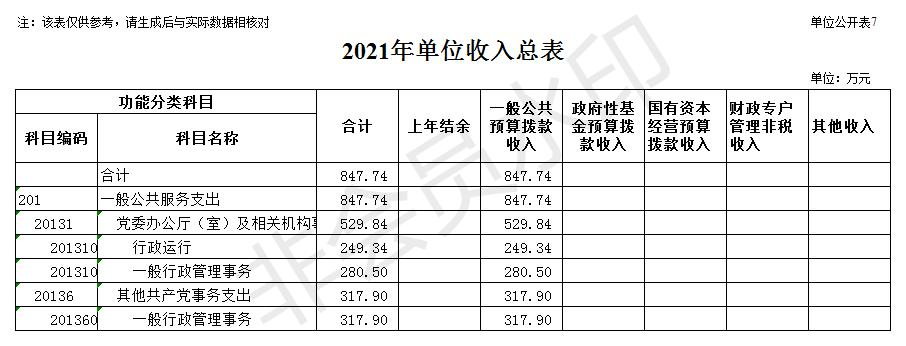 注：该表仅供参考，请生成后与实际数据相核对 单位公开表7
2021年单位收入总表
单位：万元
功能分类科目 合计 上年结余 一般公共预算拨款收入 政府性基金预算拨款收入 国有资本经营预算拨款收入 财政专户管理非税收入 其他收入
科目编码 科目名称
合计 847.74 847.74
201 一般公共服务支出 847.74 847.74
20131 党委办公厅（室）及相关机构事 529.84 529.84
201310 行政运行 249.34 249.34
201310 一般行政管理事务 280.50 280.50
20136 其他共产党事务支出 317.90 317.90
201360 一般行政管理事务 317.90 317.90
非会员水印